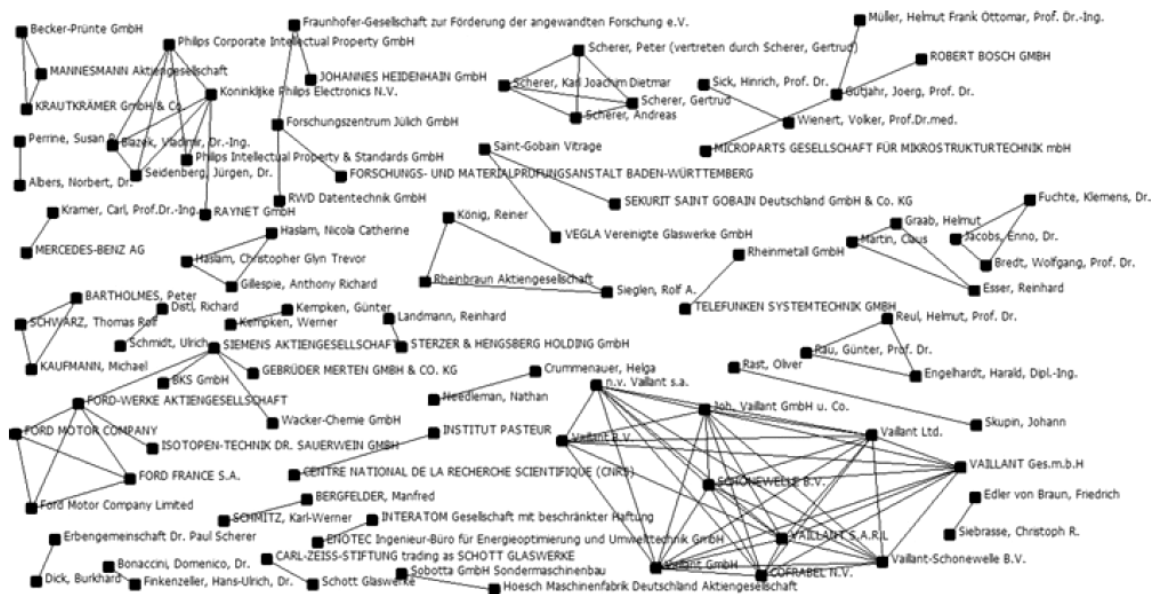 Becker-Prünte GmbH
MANNESMANN Aktiengesellschaft
KRAUTKRÄMER GmbH & Co.
Philips Corporate Intellectual Property GmbH
Koninklijke Philips Electronics N.V.
Blazek, Vladimir, Dr.-Ing.
Philips Intellectual Property & Standards GmbH
Seidenberg, Jürgen, Dr.
RAYNET GmbH
Perrine, Susan
Albers, Norbert, Dr.
Kramer, Carl, Prof.Dr.-Ing.
MERCEDES-BENZ AG
Fraunhofer-Gesellschaft zur Förderung der angewandten Forschung e.V.
JOHANNES HEIDENHAIN GmbH
Forschungszentrum Jülich GmbH
FORSCHUNGS- UND MATERIALPRÜFUNGSANSTALT BADEN-WÜRTTEMBERG
RWD Datentechnik GmbH
Scherer, Peter (vertreten durch Scherer, Gertrud)
Scherer, Karl Joachim Dietmar
Scherer, Gertrud
Scherer, Andreas
Müller, Helmut Frank Ottomar, Prof. Dr.-Ing.
ROBERT BOSCH GMBH
Sick, Hinrich, Prof. Dr.
Gutjahr, Joerg, Prof. Dr.
Wienert, Volker, Prof.Dr.med.
MICROPARTS GESELLSCHAFT FÜR MIKROSTRUKTURTECHNIK mbH
Saint-Gobain Vitrage
SEKURIT SAINT GOBAIN Deutschland GmbH & Co. KG
VEGLA Vereinigte Glaswerke GmbH
Haslam, Nicola Catherine
Haslam, Christopher Glyn Trevor
Gillespie, Anthony Richard
König, Reiner
Rheinbraun Aktiengesellschaft
Sieglen, Rolf A.
Rheinmetall GmbH
TELEFUNKEN SYSTEMTECHNIK GMBH
Graab, Helmut
Martin, Claus
Esser, Reinhard
Fuchte, Klemens, Dr.
Jacobs, Enno, Dr.
Bredt, Wolfgang, Prof. Dr.
BARTHOLMES, Peter
SCHWARZ, Thomas Rolf
KAUFMANN, Michael
Distl, Richard
Schmidt, Ulrich
Kempken, Günter
Kempken, Werner
Landmann, Reinhard
STERZER & HENGSBERG HOLDING GmbH
SIEMENS AKTIENGESELLSCHAFT
GEBRÜDER MERTEN GMBH & CO. KG
BKS GmbH
FORD-WERKE AKTIENGESELLSCHAFT
Wacker-Chemie GmbH
FORD MOTOR COMPANY
ISOTOPEN-TECHNIK DR. SAUERWEIN GMBH
FORD FRANCE S.A.
Ford Motor Company Limited
Reul, Helmut, Prof. Dr.
Rau, Günter, Prof. Dr.
Engelhardt, Harald, Dipl.-Ing.
Rast, Oliver
Skupin, Johann
Crummenauer, Helga
Needleman, Nathan
INSTITUT PASTEUR
CENTRE NATIONAL DE LA RECHERCHE SCIENTIFIQUE (CNRS)
n.v. Vaillant s.a.
Joh. Vaillant GmbH u. Co.
Vaillant B.V.
Vaillant Ltd.
VAILLANT Ges.m.b.H
SCHONEWELLE B.V.
VAILLANT S.A.R.L
Vaillant GmbH
COFRABEL N.V.
Vaillant-Schonewelle B.V.
Edler von Braun, Friedrich
Siebrasse, Christoph R.
BERGFELDER, Manfred
SCHMITZ, Karl-Werner
INTERATOM Gesellschaft mit beschränkter Haftung
ENOTEC Ingenieur-Büro für Energieoptimierung und Umwelttechnik GmbH
Erbengemeinschaft Dr. Paul Scherer
Dick, Burkhard
Bonaccini, Domenico, Dr.
Finkenzeller, Hans-Ulrich, Dr.
CARL-ZEISS-STIFTUNG trading as SCHOTT GLASWERKE
Schott Glaswerke
Sobotta GmbH Sondermaschinenbau
Hoesch Maschinenfabrik Deutschland Aktiengesellschaft